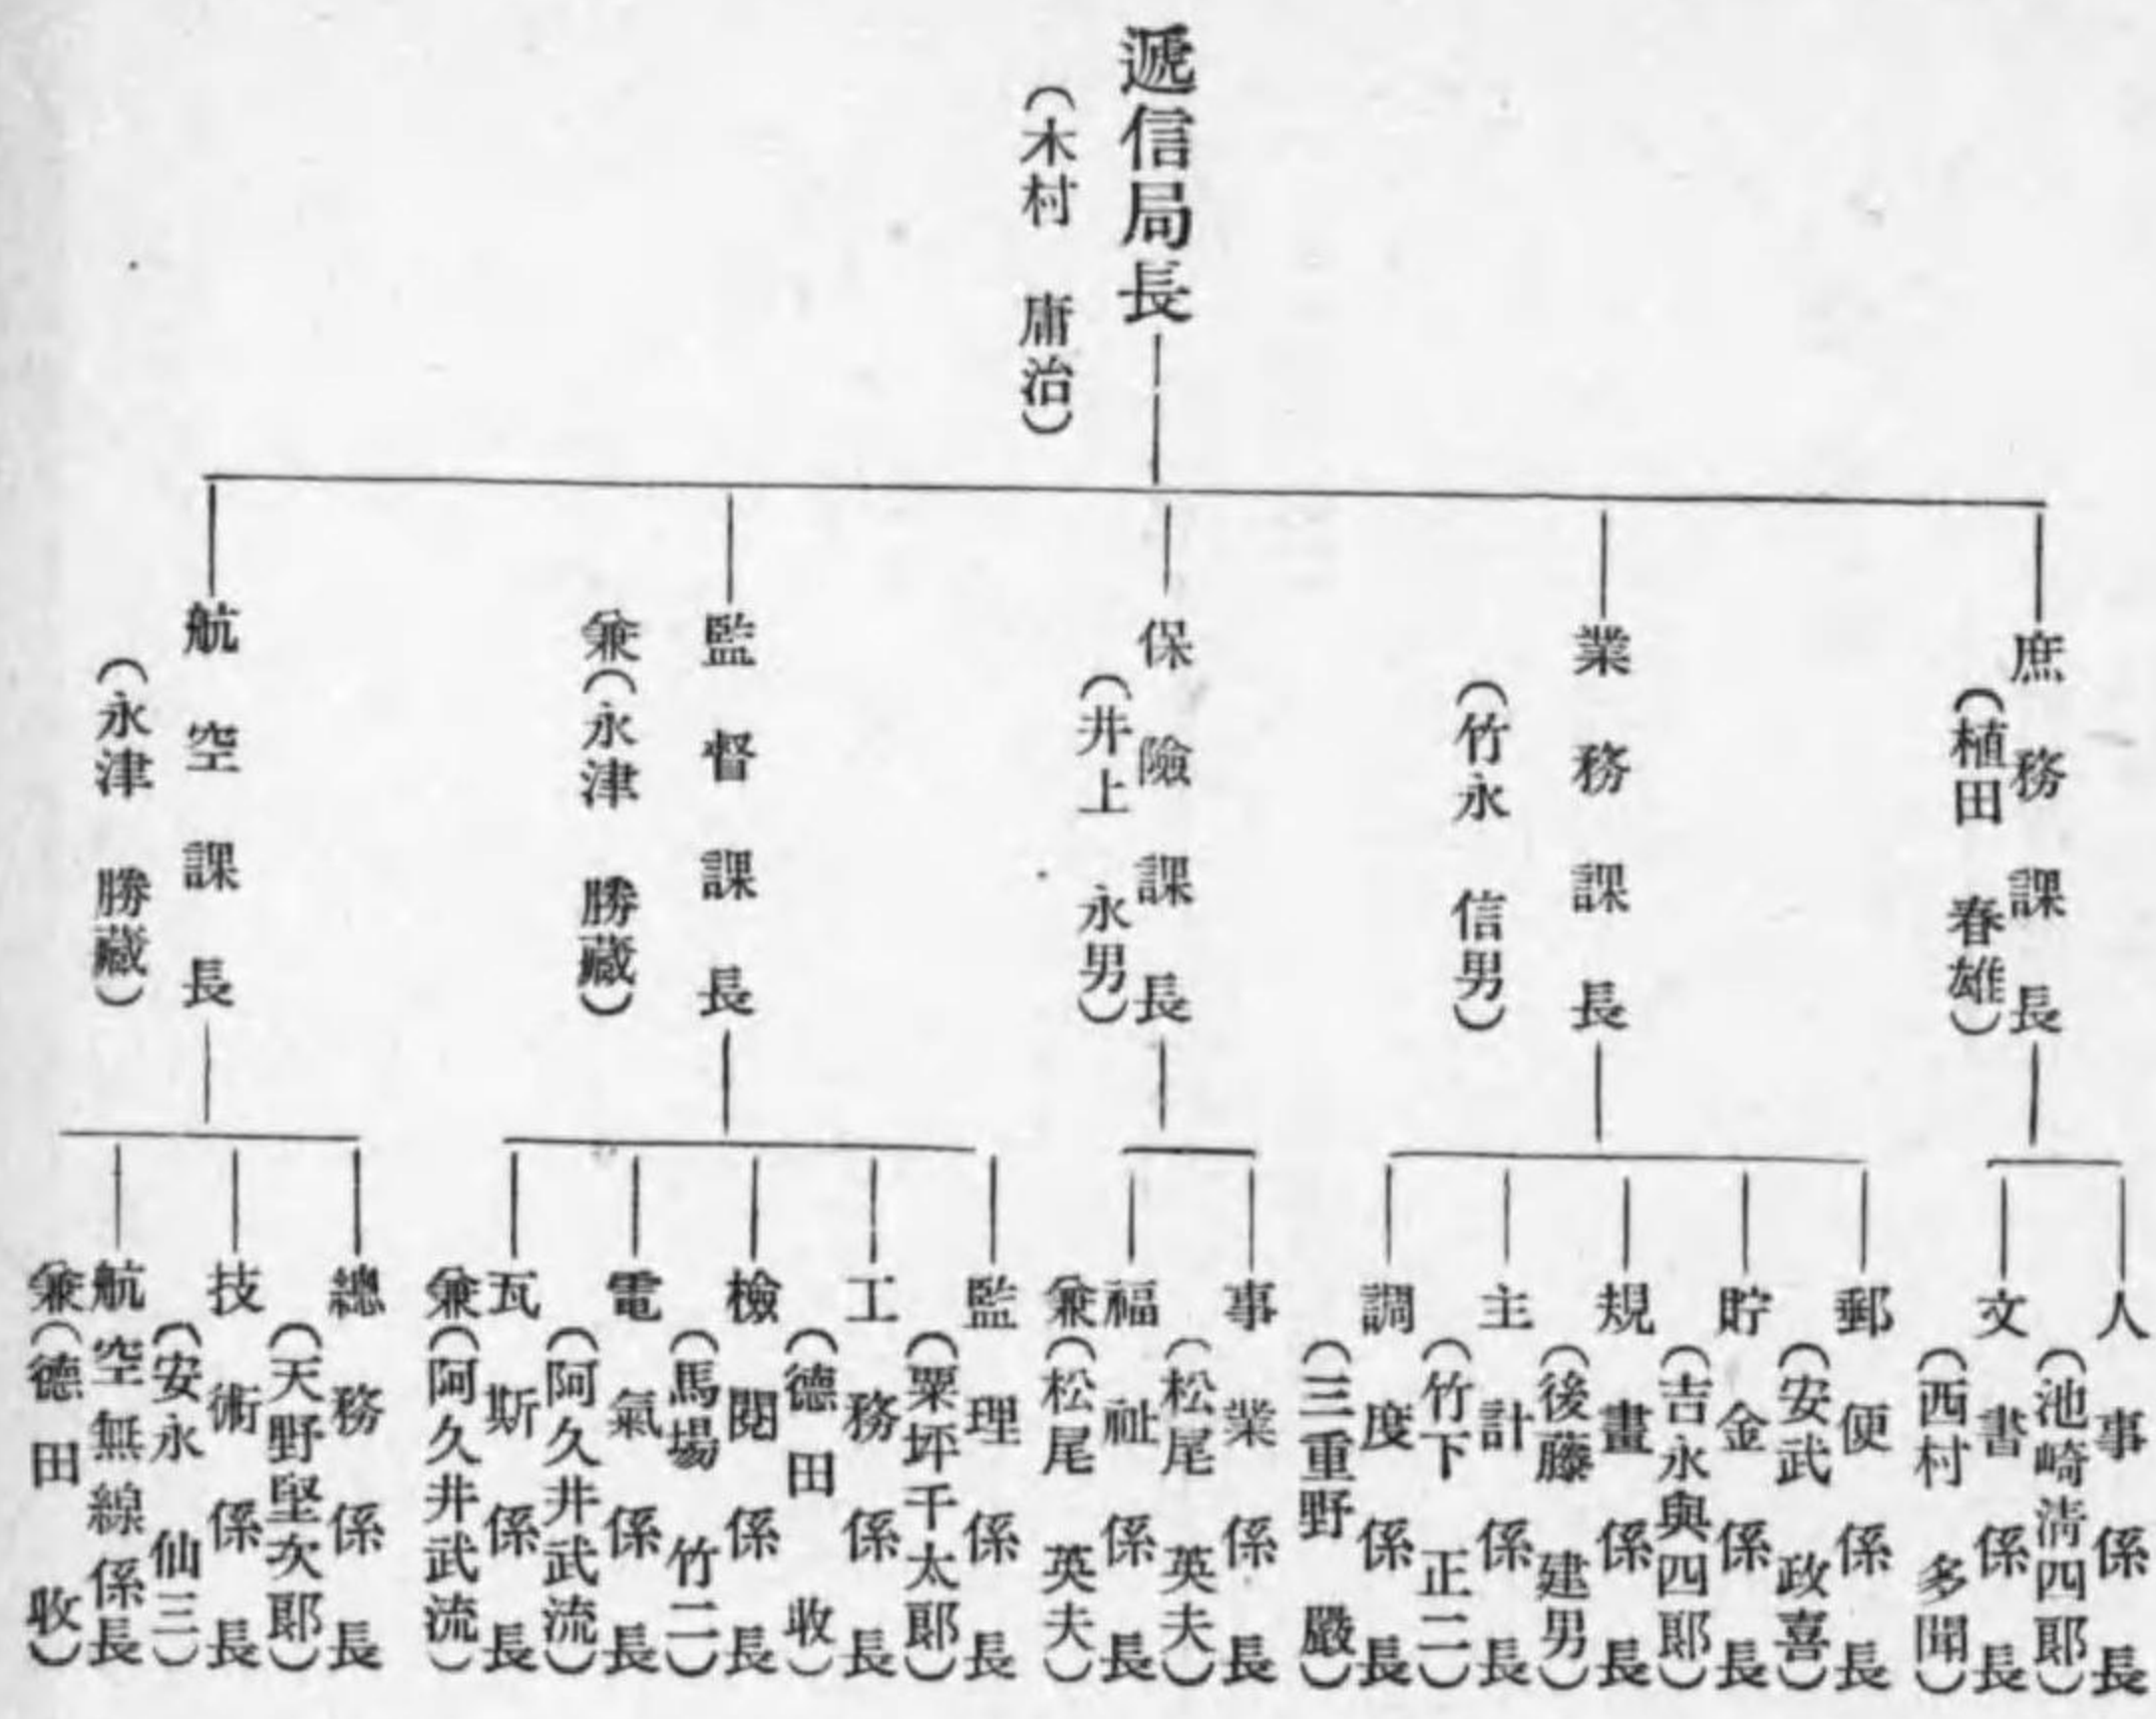 遞信局長
（木村　庸治）
庶務課長
（植田　春雄）
業務課長
（竹永　信男）
保險課長
（井上　永男）
監督課長
兼（永津　勝藏）
航空課長
（永津　勝藏）
人事係長
（池崎淸四郎）
文書係長
（西村　多聞）
郵便係長
（安武　政喜）
貯金係長
（吉永與四郎）
規畫係長
（後藤　建男）
主計係長
（竹下　正二）
調度係長
（三重野　嚴）
事業係長
（松尾　英夫）
福祉係長
兼（松尾　英夫）
監理係長
（粟坪千太郎）
工務係長
（德田　收）
檢閱係長
（馬場　竹二）
電氣係長
（阿久井武流）
瓦斯係長
兼（阿久井武流）
總務係長
（天野堅次郎）
技術係長
（安永　仙三）
航空無線係長
兼（德田　收）